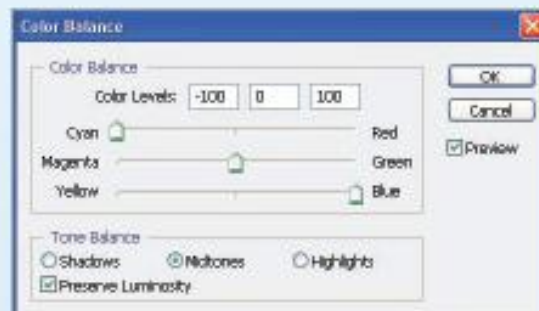 Color Balance
Color Balance
Color Levels: -100 0 100
OK
Cancel
Preview
Cyan Red
Magenta Green
Yellow Blue
Tone Balance
Shadows Midtones Highlights
Preserve Luminosity